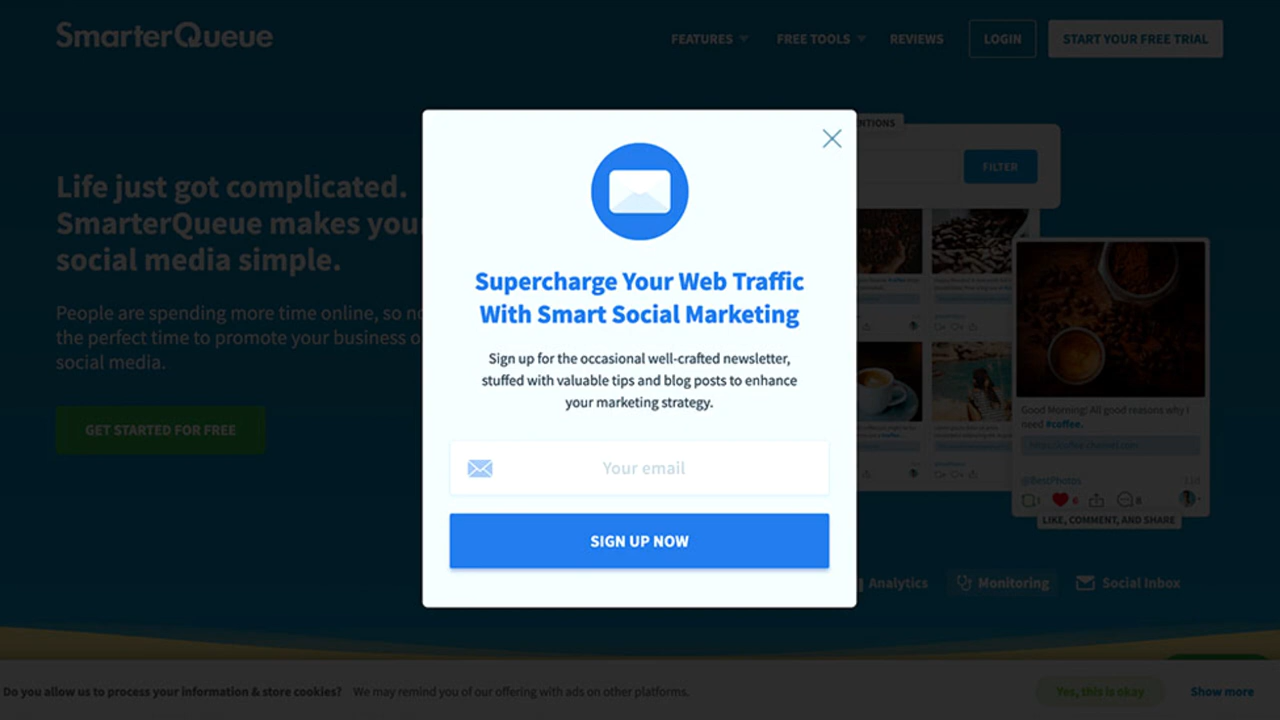 SmarterQueue
FEATURES
FREE TOOLS
REVIEWS
LOGIN
START YOUR FREE TRIAL
Life just got complicated.
SmarterQueue makes your
social media simple.
People are spending more time online, so
the perfect time to promote your business
social media.
GET STARTED FOR FREE
Supercharge Your Web Traffic
With Smart Social Marketing
Sign up for the occasional well-crafted newsletter,
stuffed with valuable tips and blog posts to enhance
your marketing strategy.
Your email
SIGN UP NOW
FILTER
Good Morning! All good reasons why I
need #coffee.
@BestPhotos
6
8
LIKE, COMMENT, AND SHARE
Analytics
Monitoring
Social Inbox
Do you allow us to process your information & store cookies? We may remind you of our offering with ads on other platforms.
Yes, this is okay
Show more